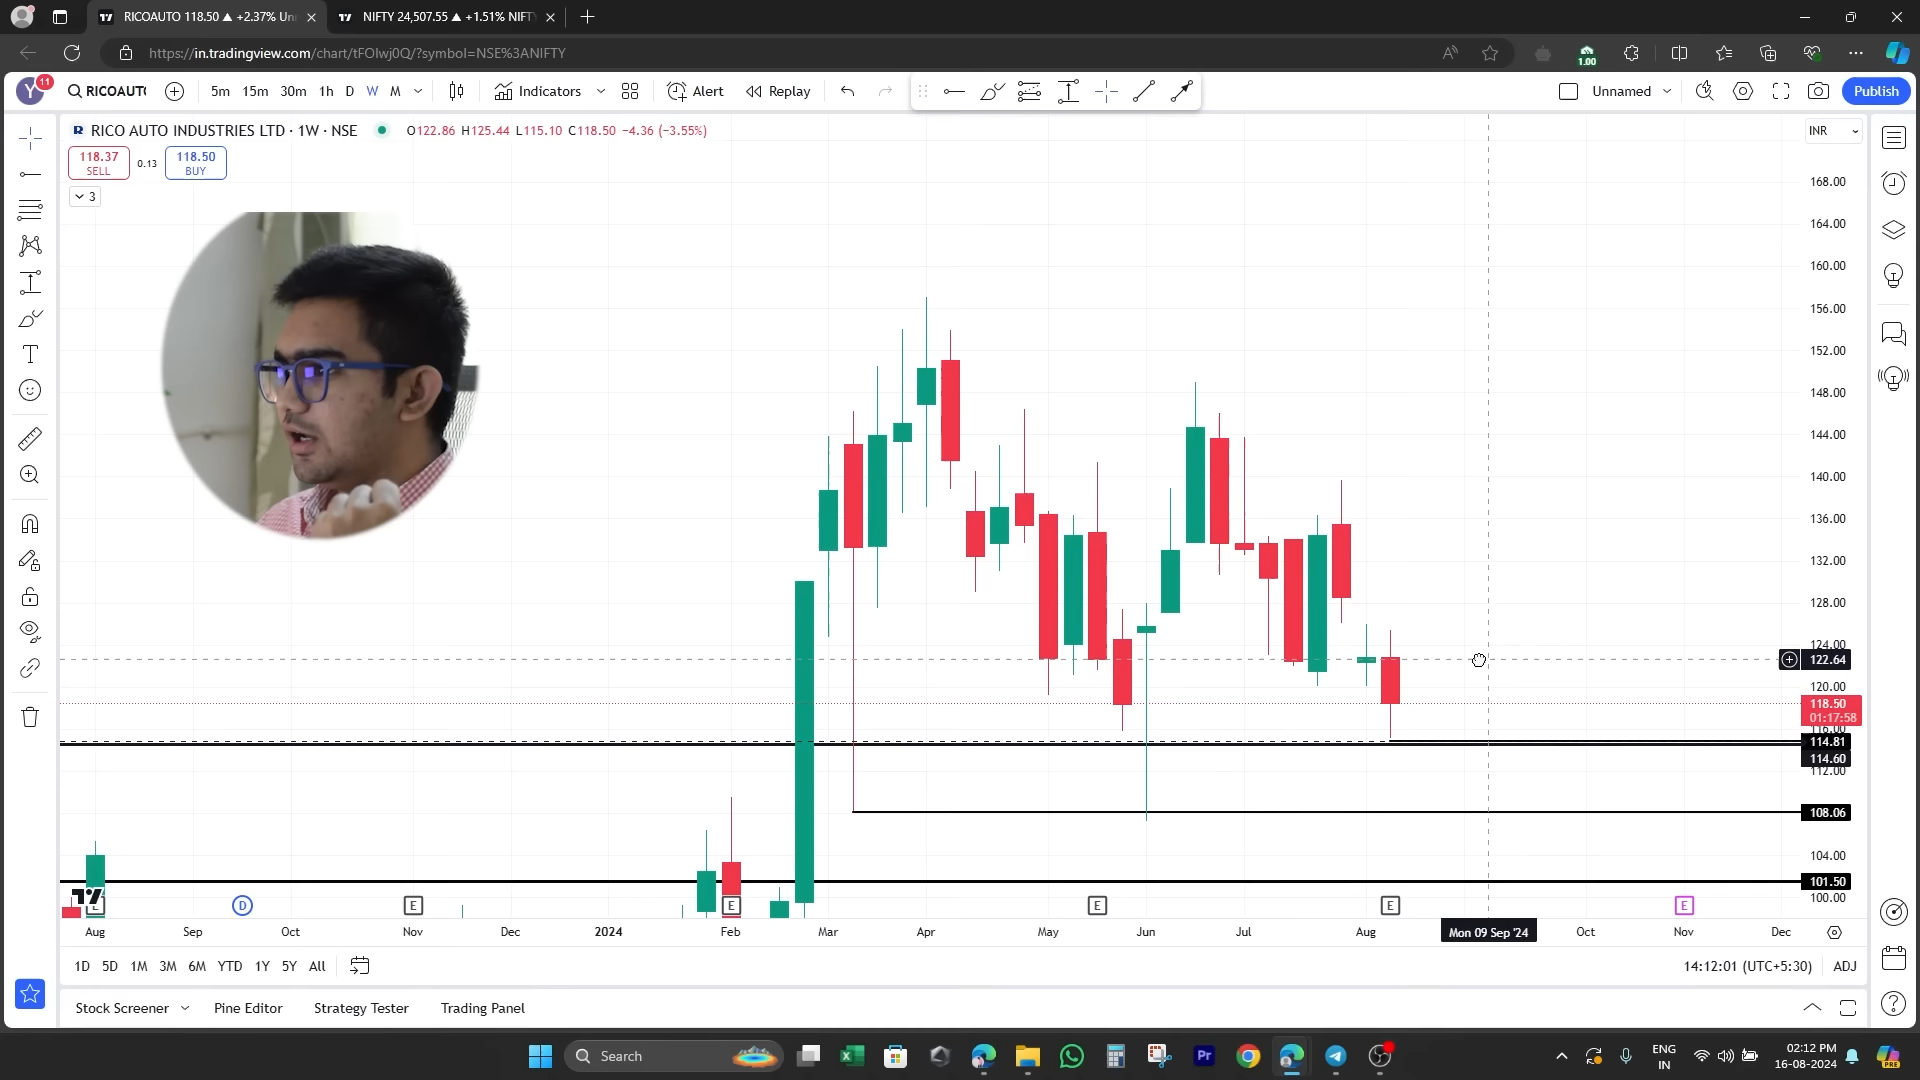 RICOAUTO 118.50 ▲ +2.37% Un
NIFTY 24,507.55 ▲ +1.51% NIFT
https://in.tradingview.com/chart/tFOlwj0Q/?symbol=NSE%3ANIFTY
1.00
Y
11
RICOAUT
5m 15m 30m 1h D W M
Indicators
Alert
Replay
Unnamed
Publish
RICO AUTO INDUSTRIES LTD · 1W · NSE
O122.86 H125.44 L115.10 C118.50 −4.36 (−3.55%)
INR
118.37 SELL
0.13
118.50 BUY
3
168.00
164.00
160.00
156.00
152.00
148.00
144.00
140.00
136.00
132.00
128.00
124.00
122.64
120.00
118.50
01:17:58
116.00
114.81
114.60
112.00
108.06
104.00
101.50
100.00
E D E E E E E
Aug Sep Oct Nov Dec 2024 Feb Mar Apr May Jun Jul Aug Mon 09 Sep '24 Oct Nov Dec
1D 5D 1M 3M 6M YTD 1Y 5Y All
14:12:01 (UTC+5:30) ADJ
Stock Screener Pine Editor Strategy Tester Trading Panel
Search
Pr
ENG
IN
02:12 PM
16-08-2024
PRE